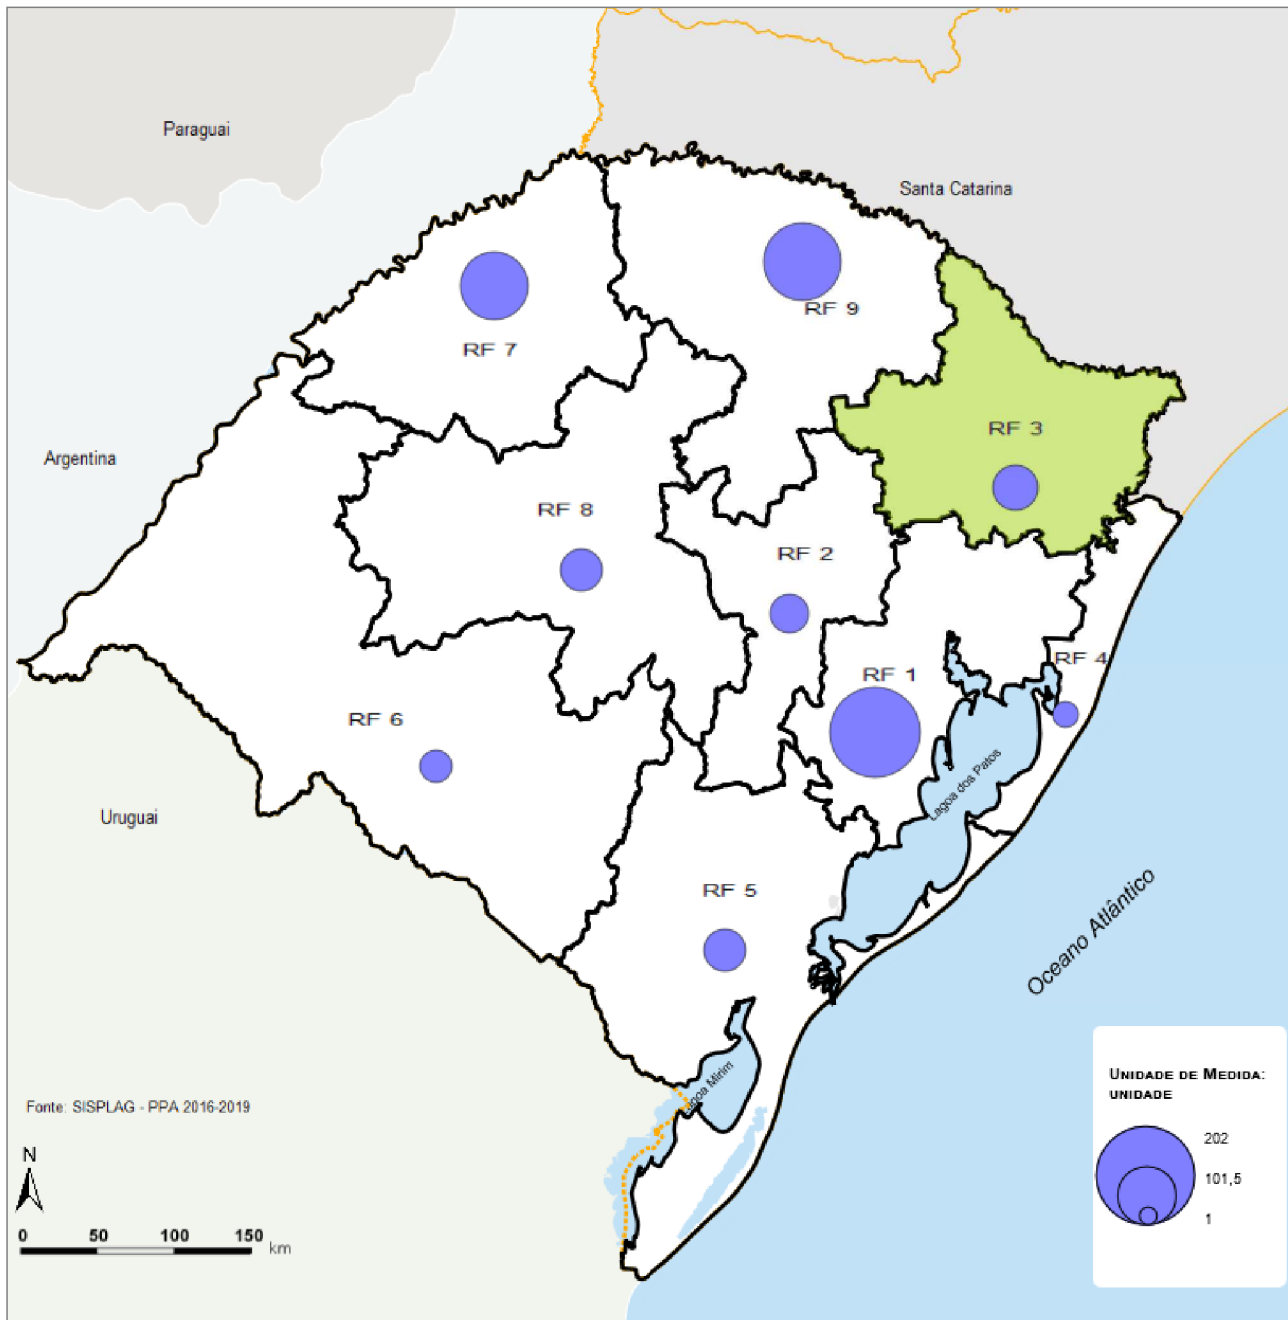 Paraguai
Santa Catarina
RF 9
RF 7
RF 3
Argentina
RF 8
RF 2
RF 4
RF 1
RF 6
Lagoa dos Patos
Uruguai
RF 5
Oceano Atlântico
Lagoa Mirim
Unidade de Medida:
unidade
202
101,5
1
Fonte: SISPLAG - PPA 2016-2019
N
0 50 100 150
km